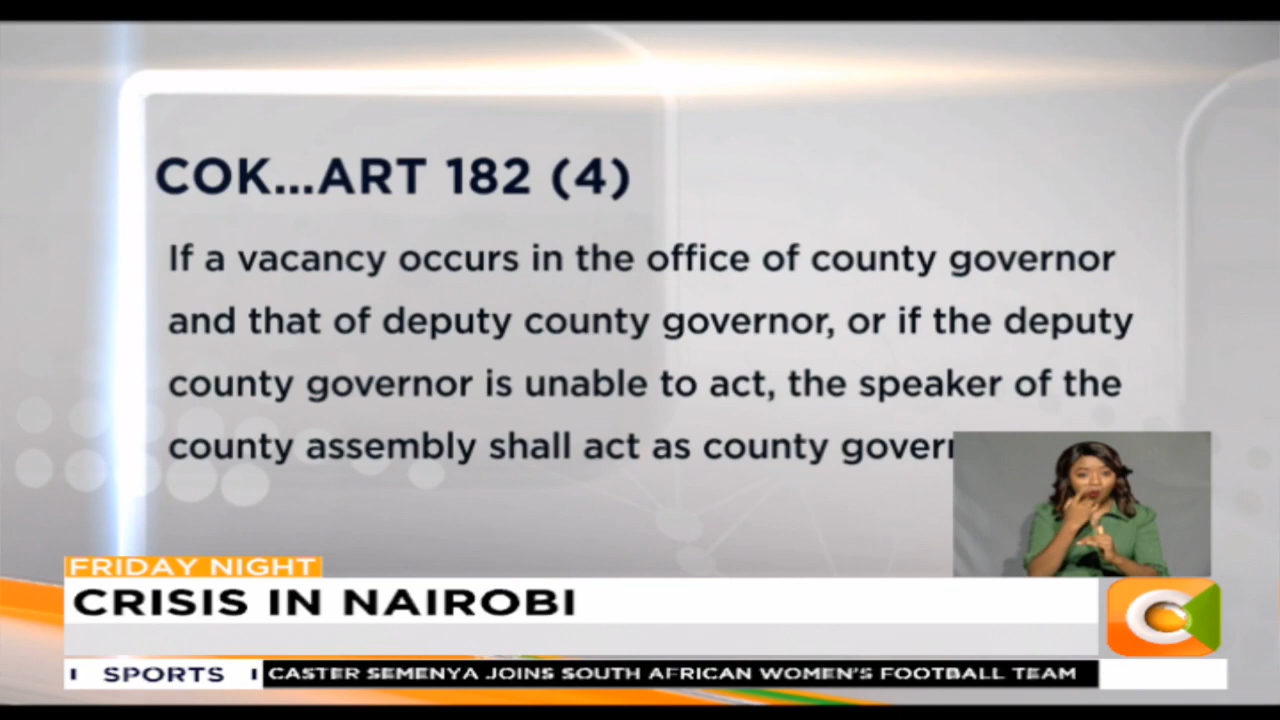 COK...ART 182 (4)
If a vacancy occurs in the office of county governor
and that of deputy county governor, or if the deputy
county governor is unable to act, the speaker of the
county assembly shall act as county
FRIDAY NIGHT
CRISIS IN NAIROBI
SPORTS
CASTER SEMENYA JOINS SOUTH AFRICAN WOMEN'S FOOTBALL TEAM